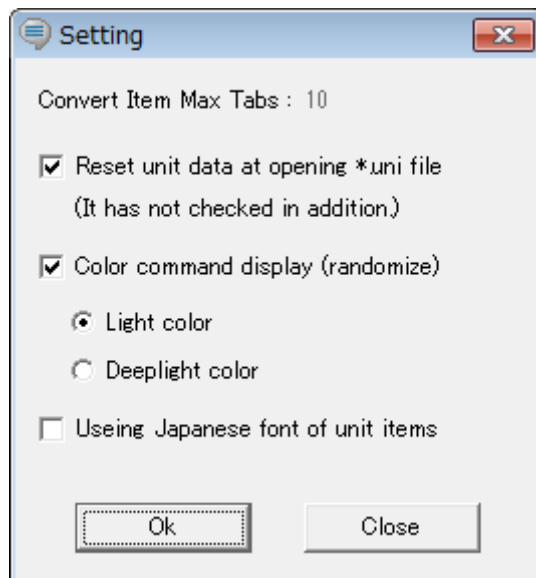 Setting
Convert Item Max Tabs : 10
Reset unit data at opening *.uni file
(It has not checked in addition.)
Color command display (randomize)
Light color
Deeplight color
Useing Japanese font of unit items
Ok
Close